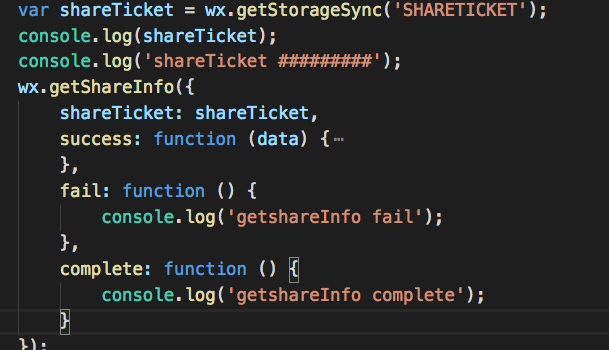 var shareTicket = wx.getStorageSync('SHARETICKET');
console.log(shareTicket);
console.log('shareTicket #########');
wx.getShareInfo({
    shareTicket: shareTicket,
    success: function (data) {⋯
    },
    fail: function () {
        console.log('getshareInfo fail');
    },
    complete: function () {
        console.log('getshareInfo complete');
    }
});